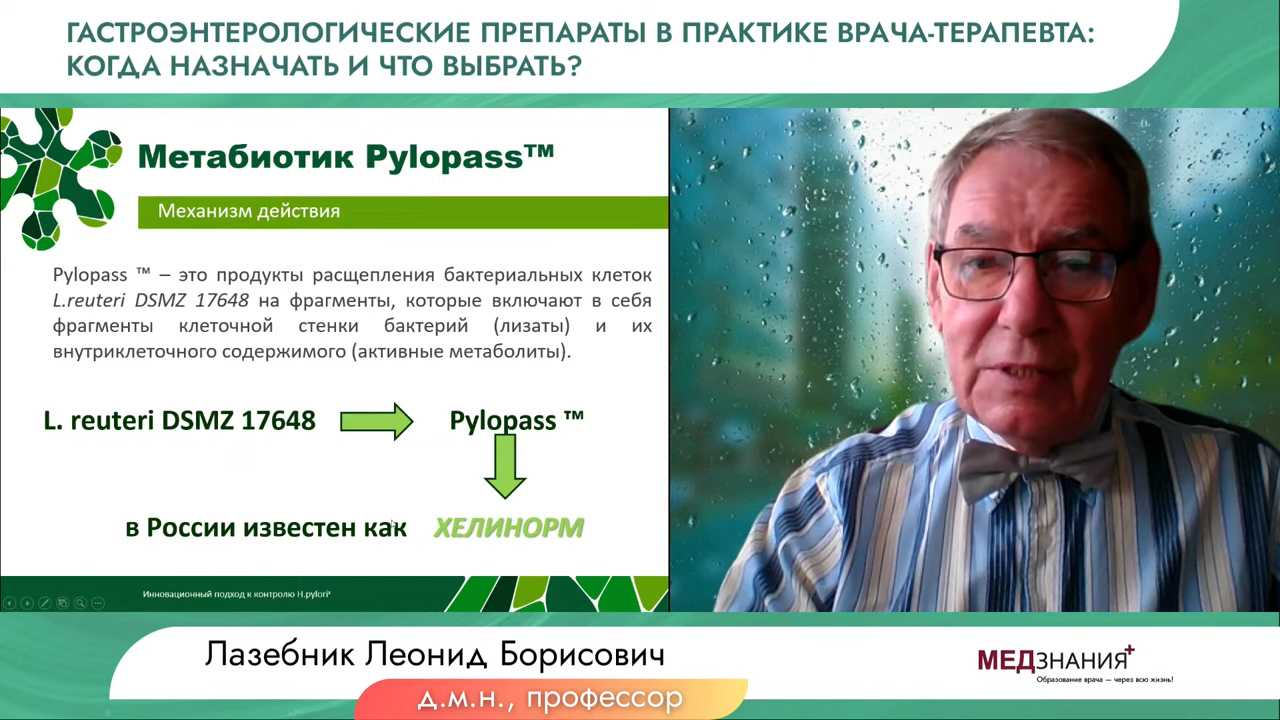 ГАСТРОЭНТЕРОЛОГИЧЕСКИЕ ПРЕПАРАТЫ В ПРАКТИКЕ ВРАЧА-ТЕРАПЕВТА:
КОГДА НАЗНАЧАТЬ И ЧТО ВЫБРАТЬ?
Метабиотик Pylopass™
Механизм действия
Pylopass ™ – это продукты расщепления бактериальных клеток
L.reuteri DSMZ 17648 на фрагменты, которые включают в себя
фрагменты клеточной стенки бактерий (лизаты) и их
внутриклеточного содержимого (активные метаболиты).
L. reuteri DSMZ 17648
Pylopass ™
в России известен как ХЕЛИНОРМ
Инновационный подход к контролю H.pylori
Лазебник Леонид Борисович
д.м.н., профессор
МЕДЗНАНИЯ+
Образование врача — через всю жизнь!